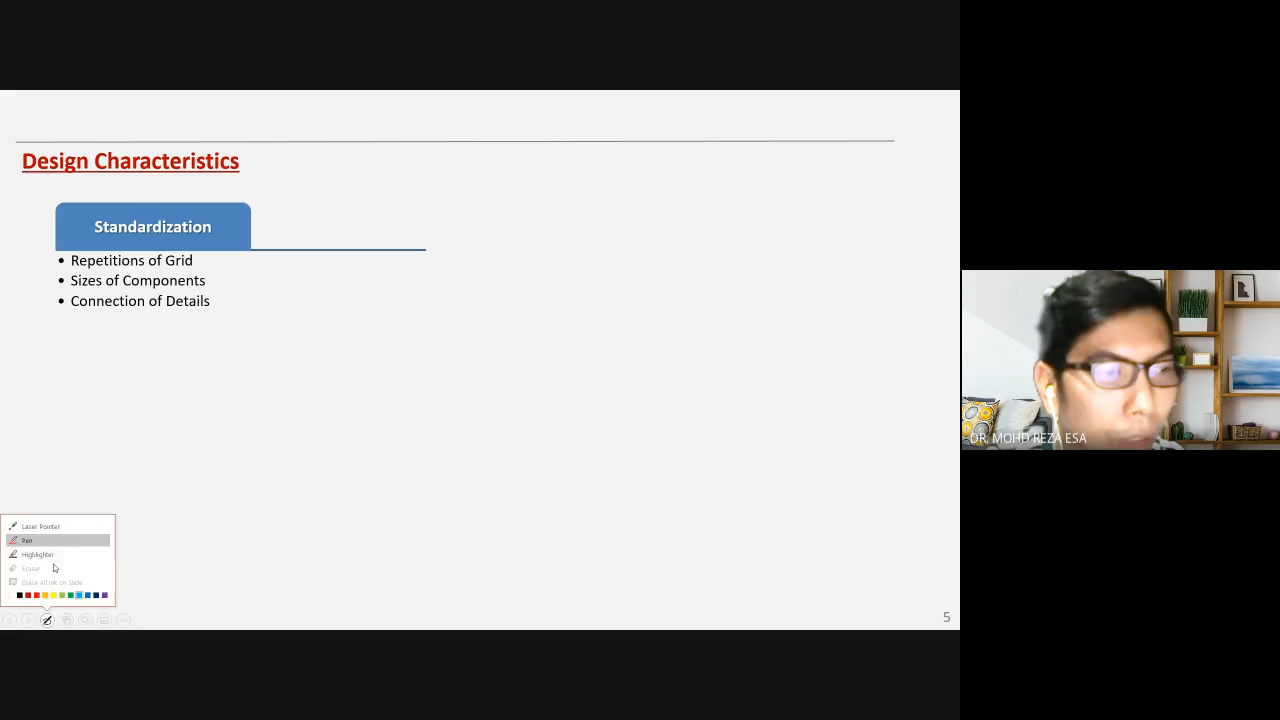 Design Characteristics
Standardization
• Repetitions of Grid
• Sizes of Components
• Connection of Details
Laser Pointer
Pen
Highlighter
Eraser
Erase All Ink on Slide
5
DR. MOHD REZA ESA